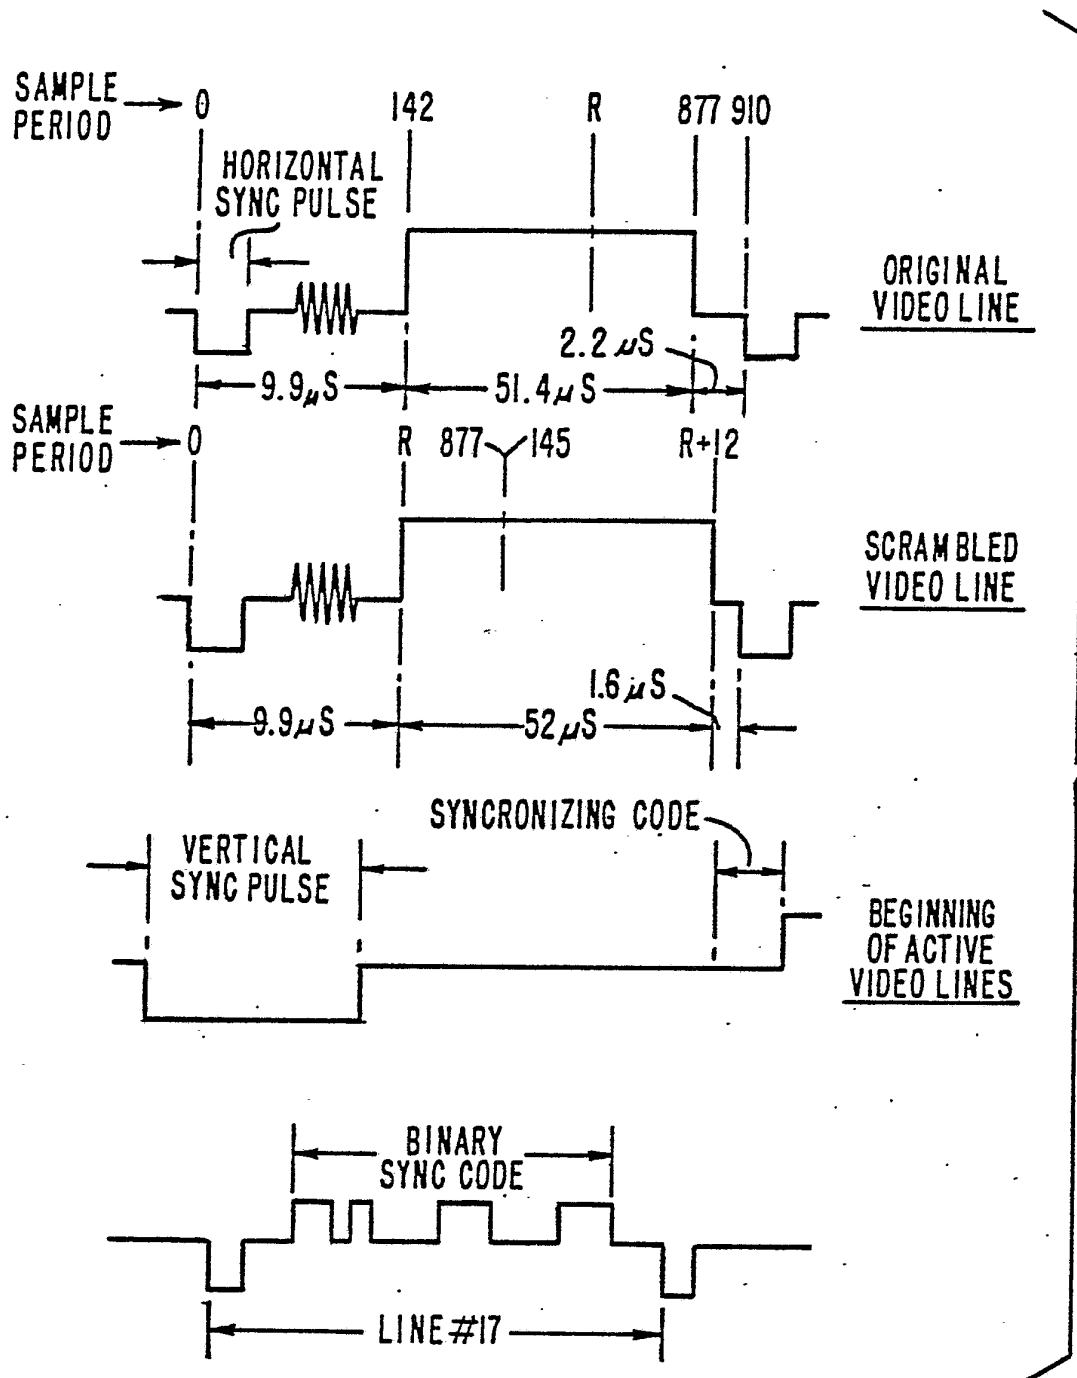 SAMPLE PERIOD 0 142 R 877 910
HORIZONTAL
SYNC PULSE
ORIGINAL
VIDEO LINE
2.2 µS
9.9µS 51.4µS
SAMPLE PERIOD 0 R 877 145 R+12
SCRAMBLED
VIDEO LINE
1.6µS
9.9µS 52µS
SYNCRONIZING CODE
VERTICAL
SYNC PULSE
BEGINNING
OF ACTIVE
VIDEO LINES
BINARY
SYNC CODE
LINE #17